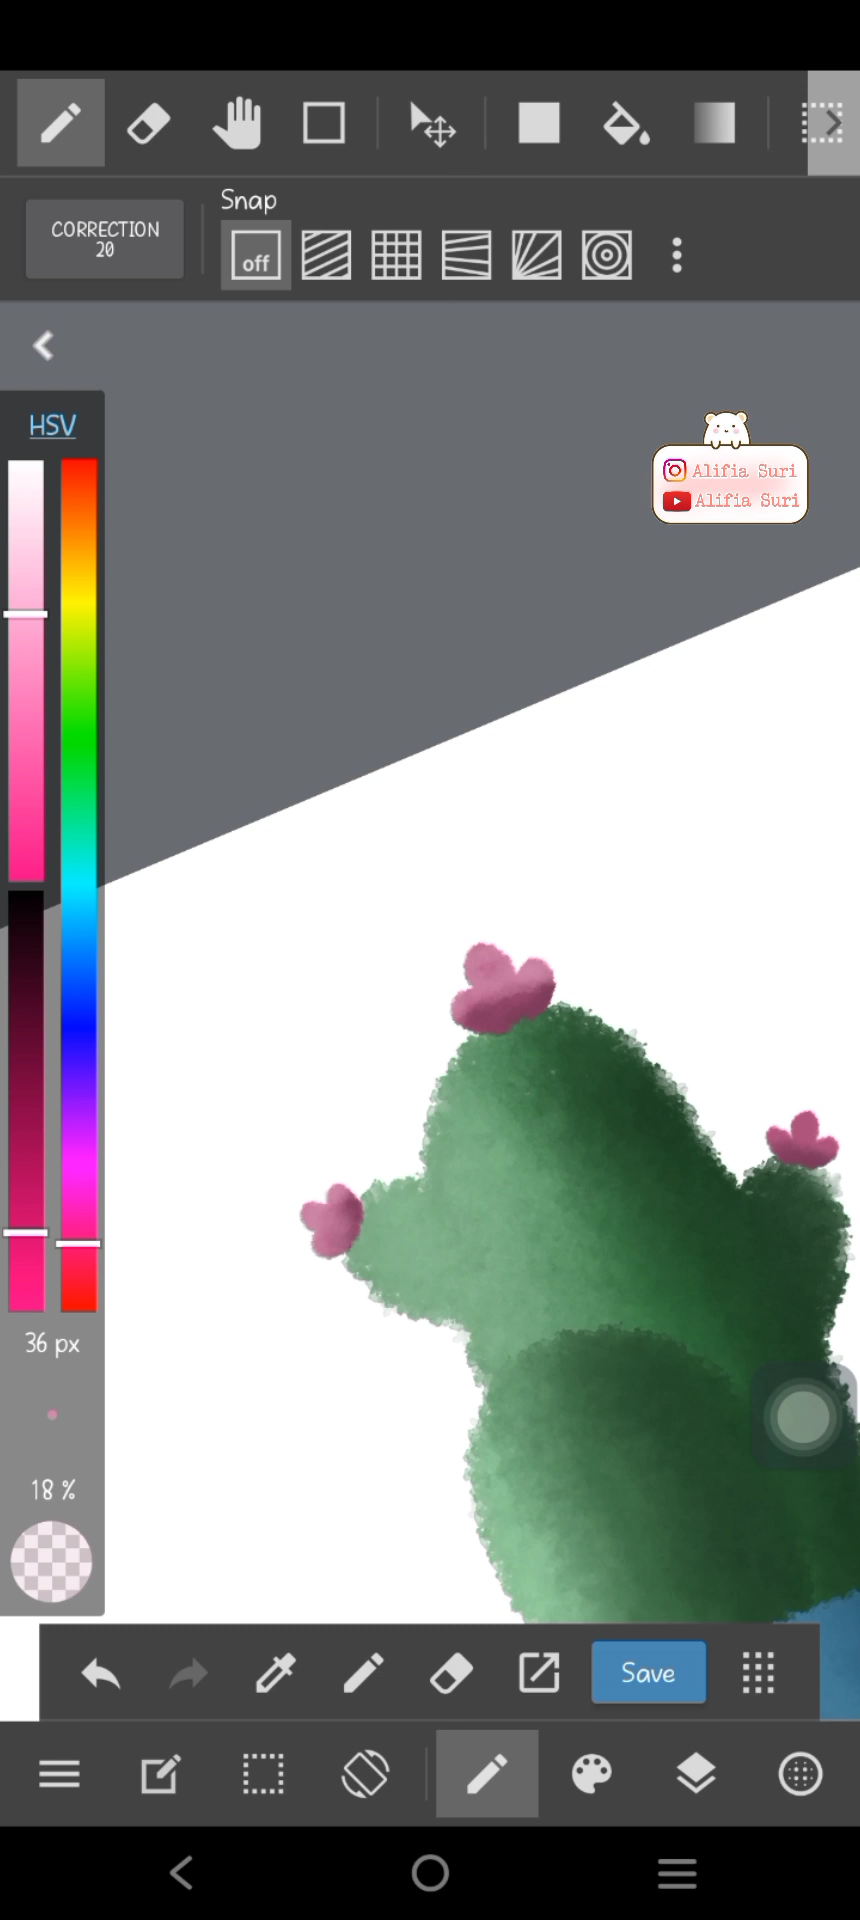 CORRECTION
20
Snap
off
HSV
Alifia Suri
Alifia Suri
36 px
18 %
Save